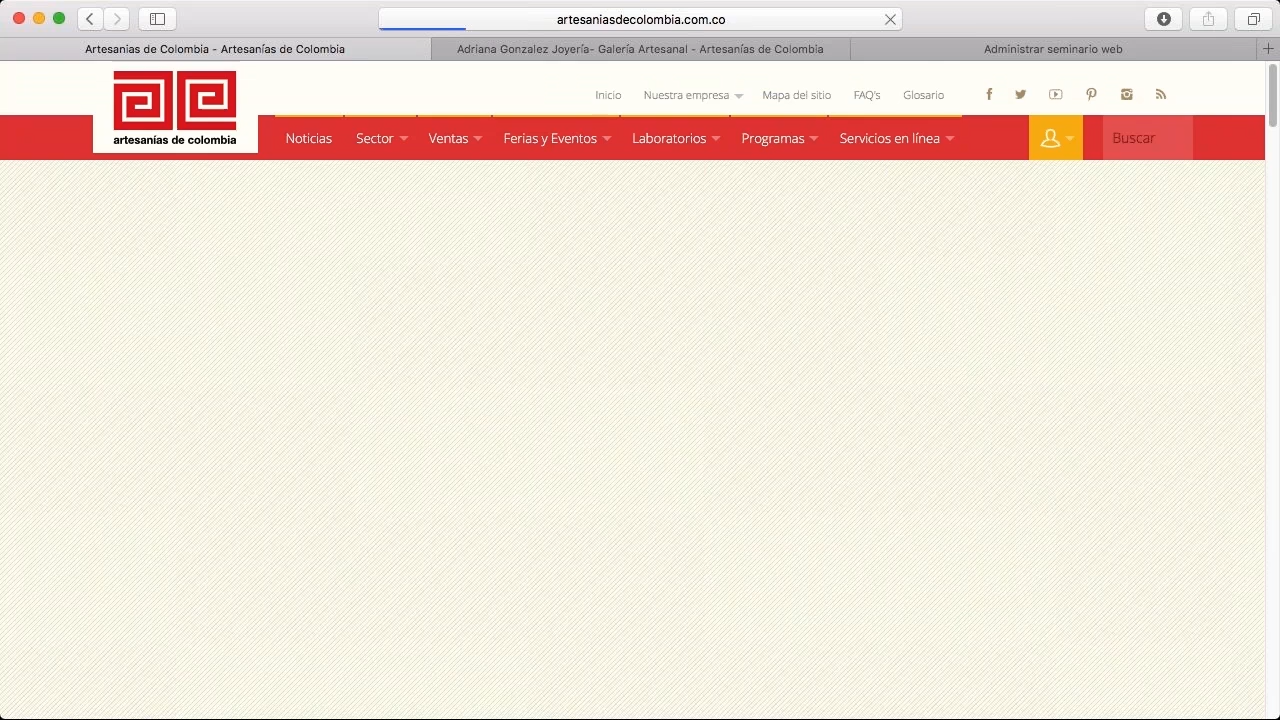 artesaniasdecolombia.com.co
Artesanías de Colombia - Artesanías de Colombia
Adriana Gonzalez Joyería- Galería Artesanal - Artesanías de Colombia
Administrar seminario web
Inicio
Nuestra empresa
Mapa del sitio
FAQ's
Glosario
artesanías de colombia
Noticias
Sector
Ventas
Ferias y Eventos
Laboratorios
Programas
Servicios en línea
Buscar